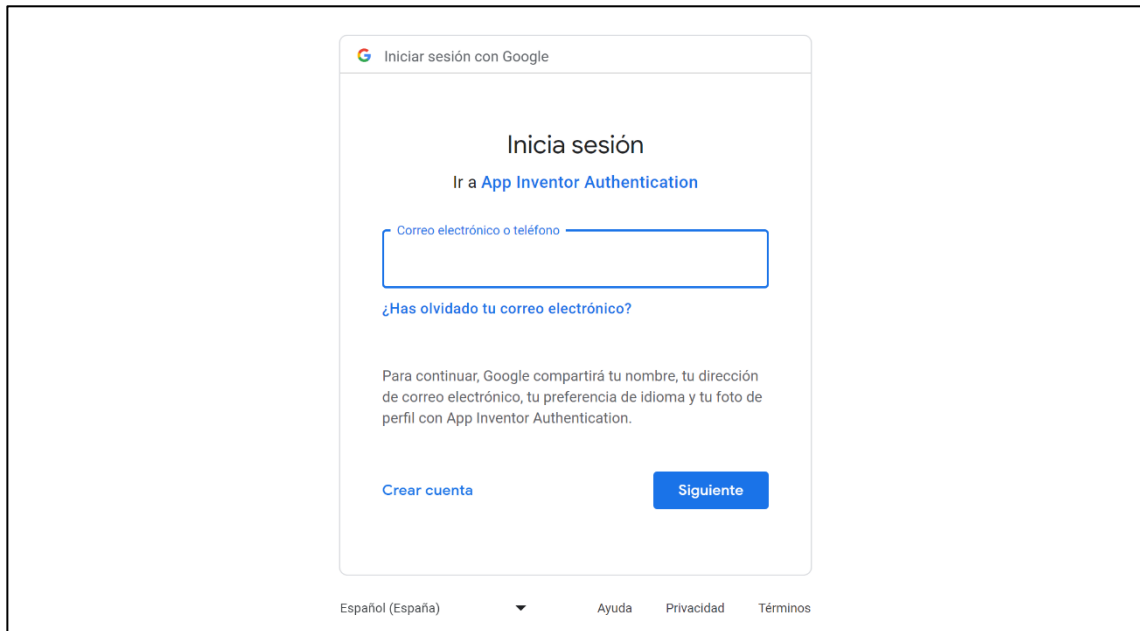 Iniciar sesión con Google
Inicia sesión
Ir a App Inventor Authentication
Correo electrónico o teléfono
¿Has olvidado tu correo electrónico?
Para continuar, Google compartirá tu nombre, tu dirección
de correo electrónico, tu preferencia de idioma y tu foto de
perfil con App Inventor Authentication.
Crear cuenta Siguiente
Español (España) Ayuda Privacidad Términos